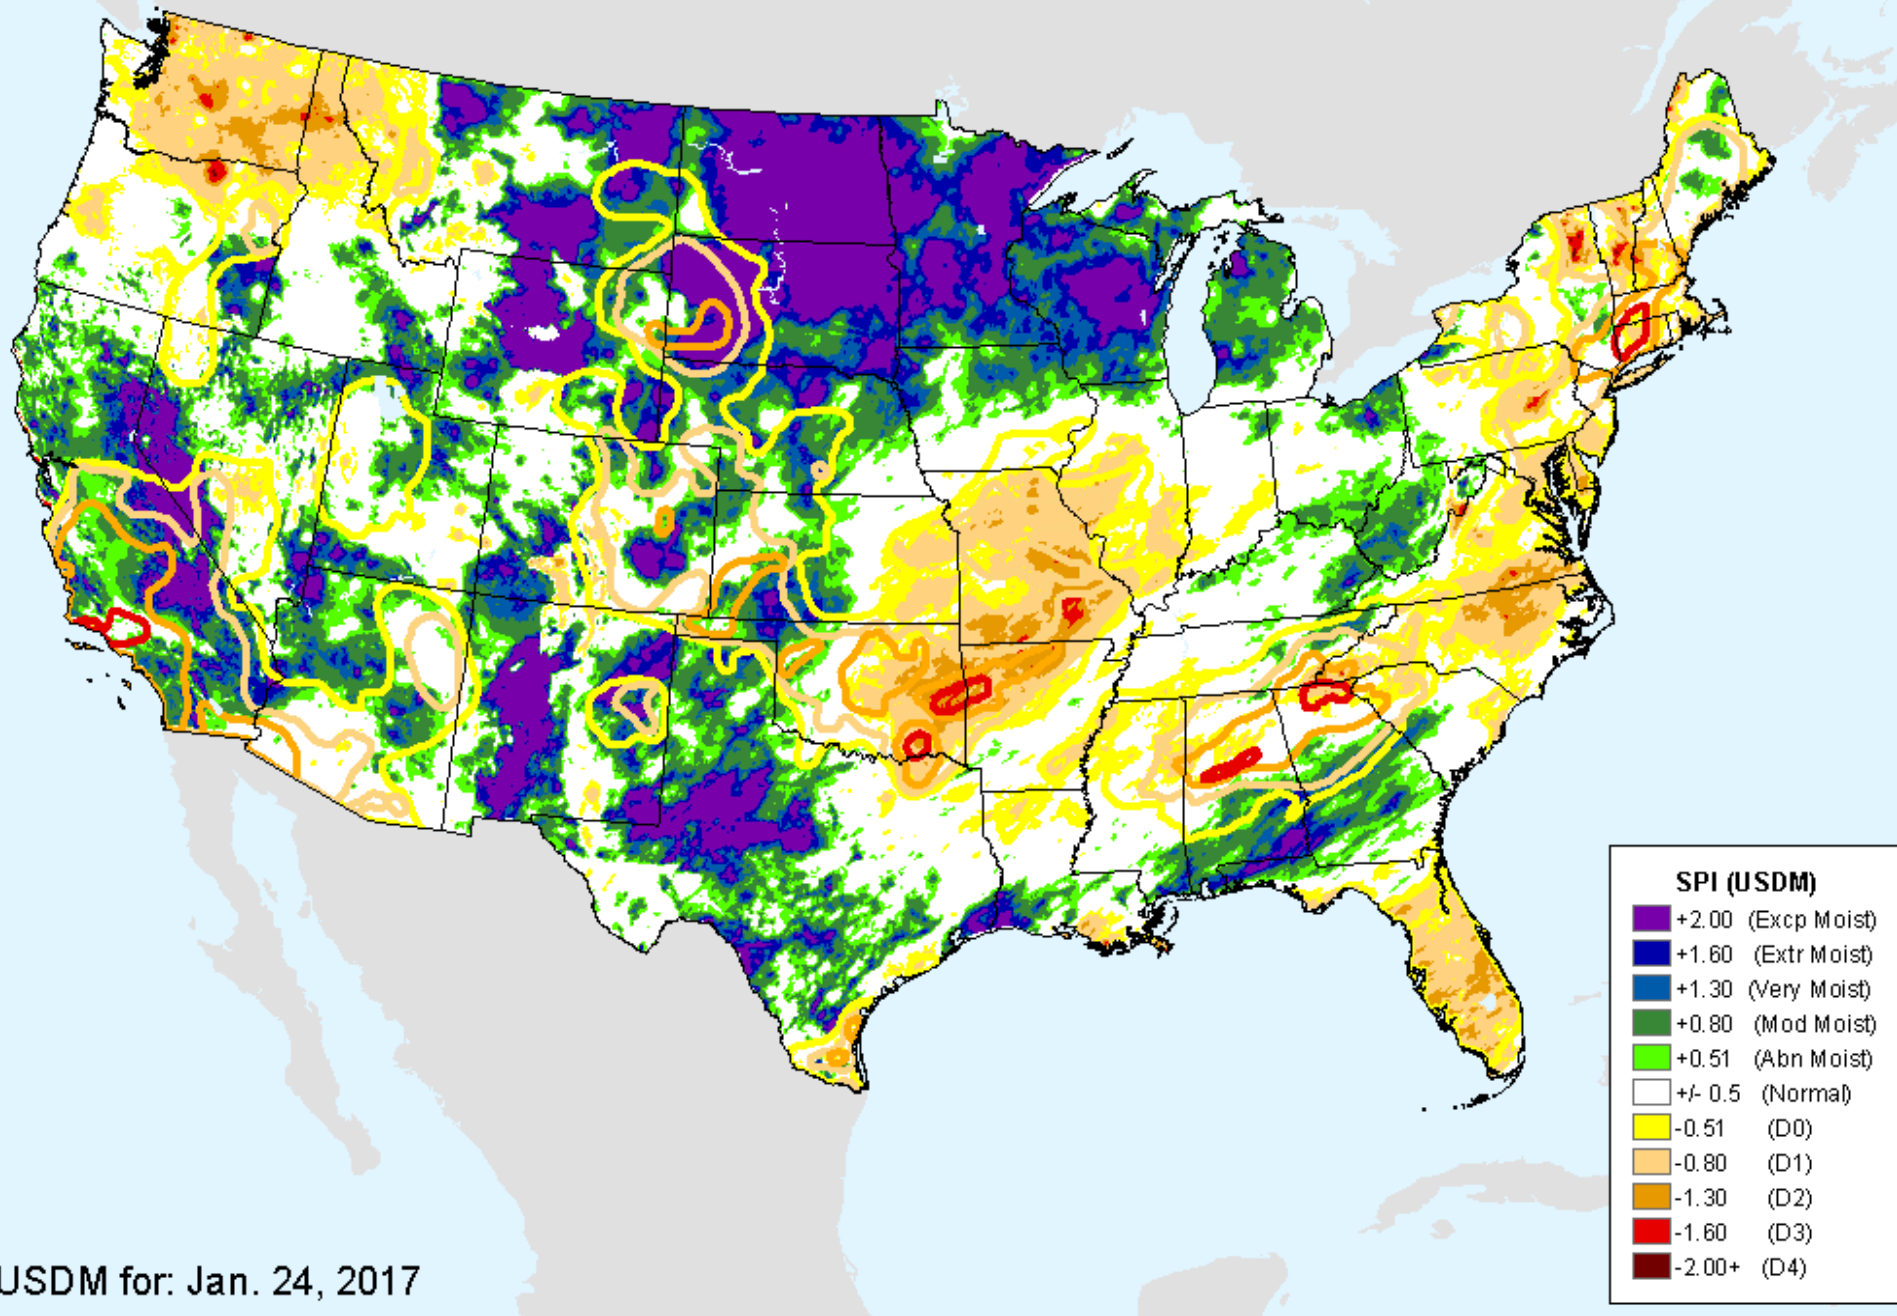 SPI (USDM)
+2.00 (Excp Moist)
+1.60 (Extr Moist)
+1.30 (Very Moist)
+0.80 (Mod Moist)
+0.51 (Abn Moist)
+/- 0.5 (Normal)
-0.51 (D0)
-0.80 (D1)
-1.30 (D2)
-1.60 (D3)
-2.00+ (D4)
USDM for: Jan. 24, 2017